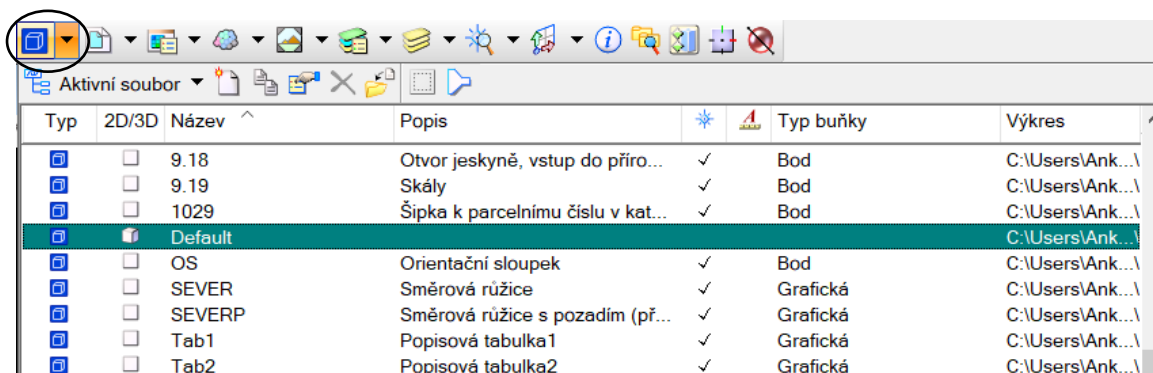 Aktivní soubor
Typ 2D/3D Název Popis Typ buňky Výkres
9.18 Otvor jeskyně, vstup do příro... Bod C:\Users\Ank...\
9.19 Skály Bod C:\Users\Ank...\
1029 Šipka k parcelnímu číslu v kat... Bod C:\Users\Ank...\
Default C:\Users\Ank...\
OS Orientační sloupek Bod C:\Users\Ank...\
SEVER Směrová růžice Grafická C:\Users\Ank...\
SEVERP Směrová růžice s pozadím (př... Grafická C:\Users\Ank...\
Tab1 Popisová tabulka1 Grafická C:\Users\Ank...\
Tab2 Popisová tabulka2 Grafická C:\Users\Ank...\